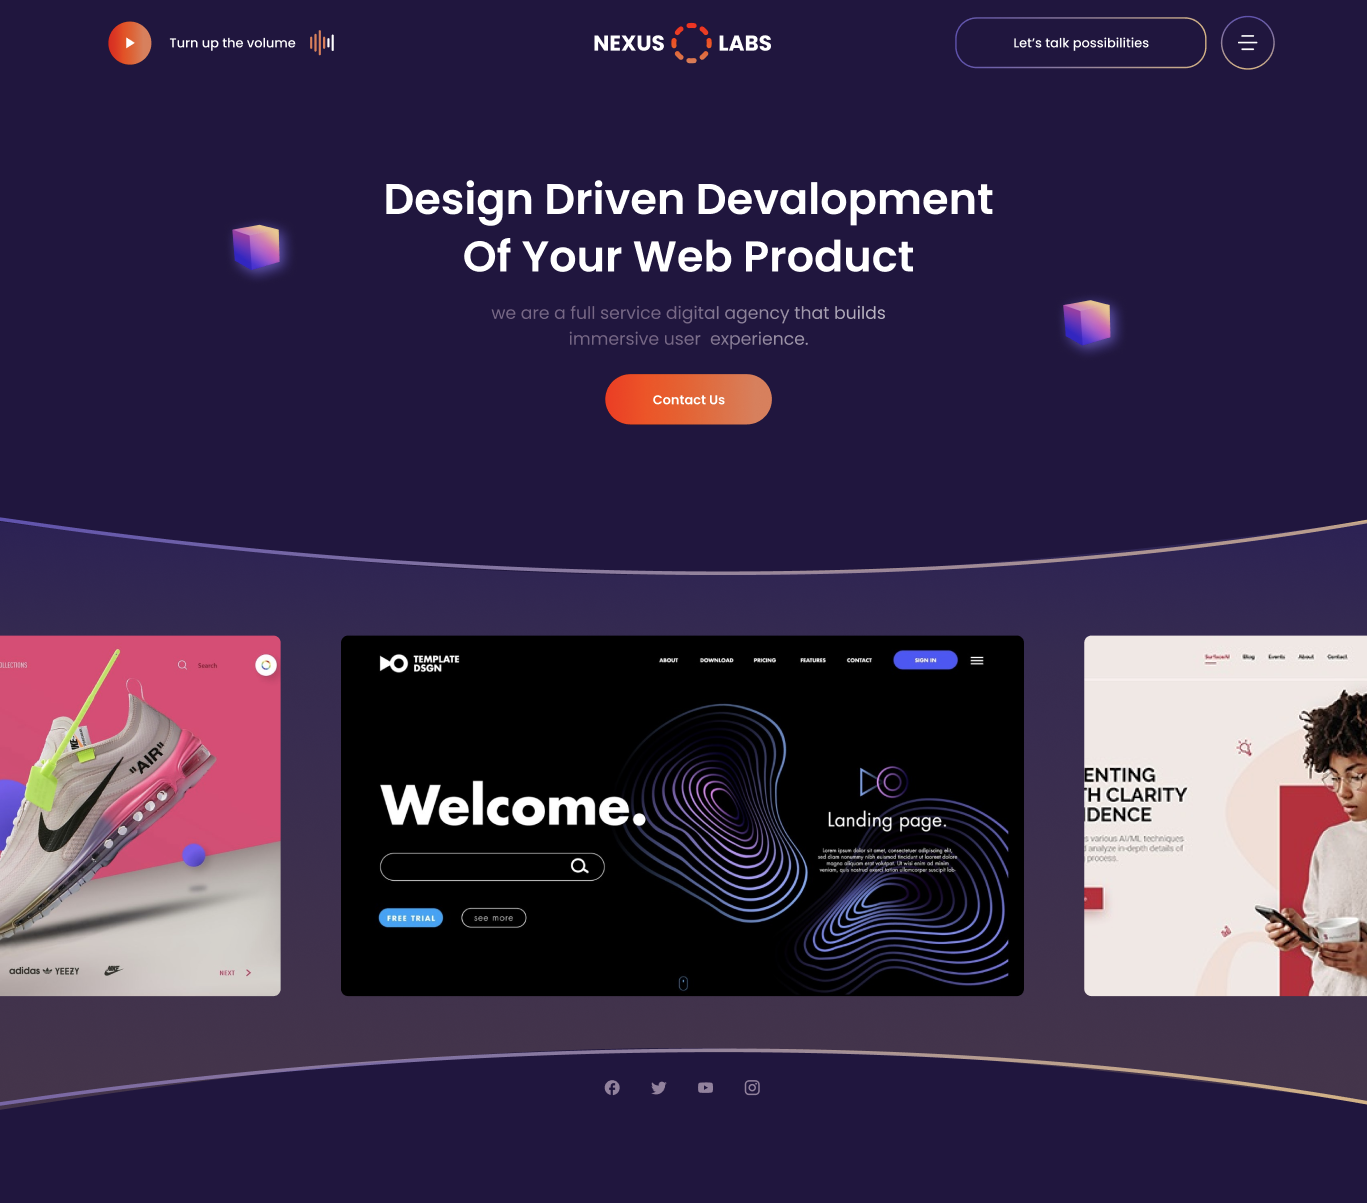 Turn up the volume
NEXUS LABS
Let's talk possibilities
Design Driven Devalopment
Of Your Web Product
we are a full service digital agency that builds
immersive user experience.
Contact Us
OLLECTIONS
Search
"AIR"
adidas YEEZY
NEXT
TEMPLATE
DSGN
ABOUT DOWNLOAD PRICING FEATURES CONTACT SIGN IN
Welcome.
FREE TRIAL
see more
Landing page.
Lorem ipsum dolor sit amet, consectetuer adipiscing elit,
sed diam nonummy nibh euismod tincidunt ut laoreet dolore
magna aliquam erat volutpat. Ut wisi enim ad minim
veniam, quis nostrud exerci tation ullamcorper suscipit lob-
Blog Events About Contact
ENTING
TH CLARITY
IDENCE
s various AI/ML techniques
analyze in-depth details of
process.